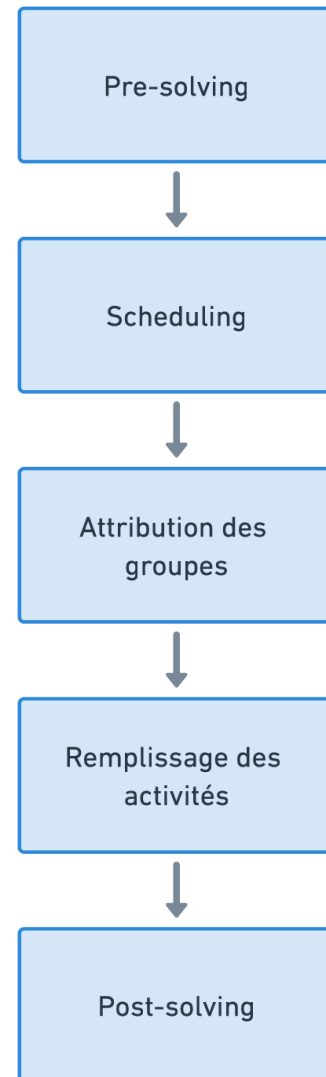 Pre-solving
Scheduling
Attribution des
groupes
Remplissage des
activités
Post-solving